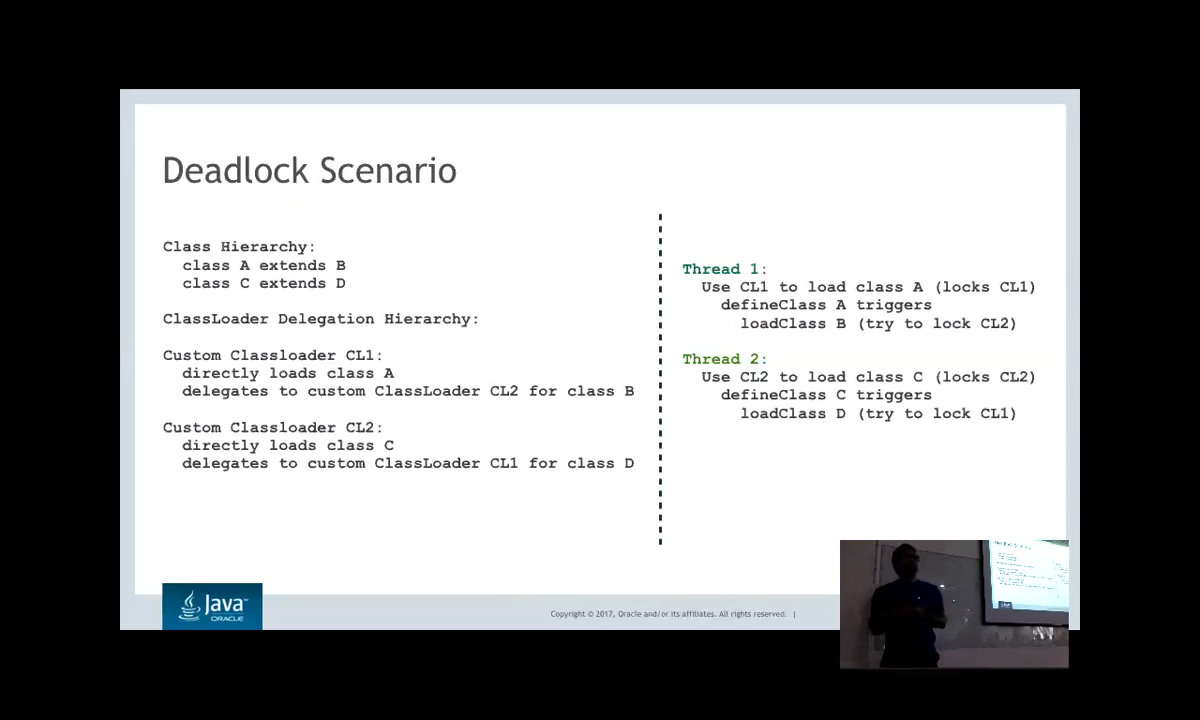 Deadlock Scenario
Class Hierarchy:
class A extends B
class C extends D
ClassLoader Delegation Hierarchy:
Custom Classloader CL1:
directly loads class A
delegates to custom ClassLoader CL2 for class B
Custom Classloader CL2:
directly loads class C
delegates to custom ClassLoader CL1 for class D
Thread 1:
Use CL1 to load class A (locks CL1)
defineClass A triggers
loadClass B (try to lock CL2)
Thread 2:
Use CL2 to load class C (locks CL2)
defineClass C triggers
loadClass D (try to lock CL1)
Java™
ORACLE
Copyright © 2017, Oracle and/or its affiliates. All rights reserved. |